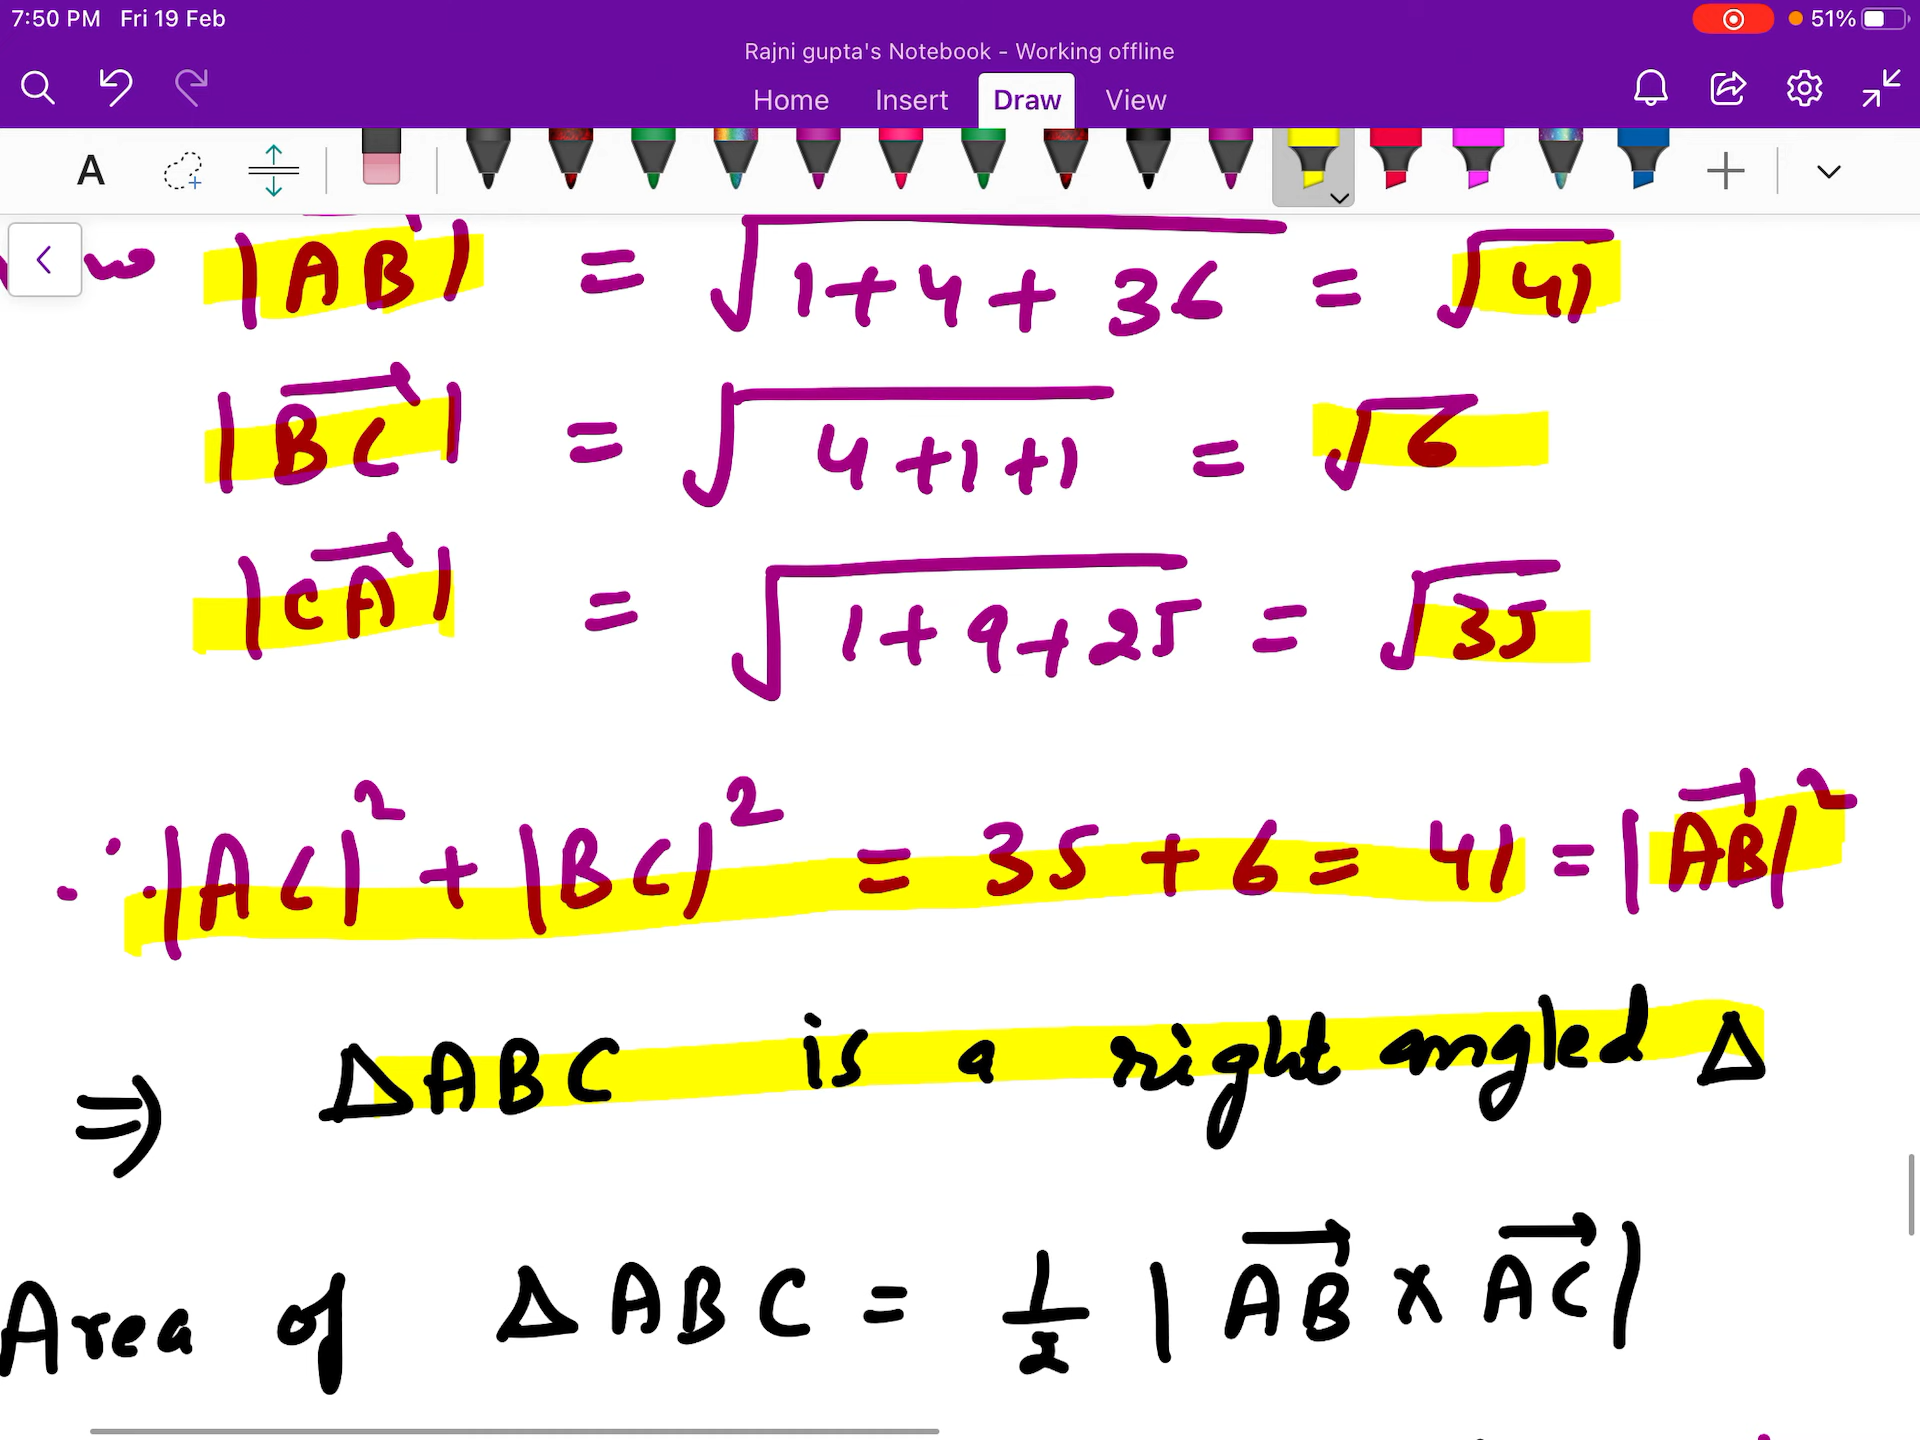 7:50 PM Fri 19 Feb
51%
Rajni gupta's Notebook - Working offline
Home Insert Draw View
A
|AB| = √1+4+36 = √41
|BC| = √4+1+1 = √6
|CA| = √1+9+25 = √35
∴ |AC|² + |BC|² = 35 + 6 = 41 = |AB|²
⇒ ΔABC is a right angled Δ
Area of ΔABC = 1/2 |AB × AC|